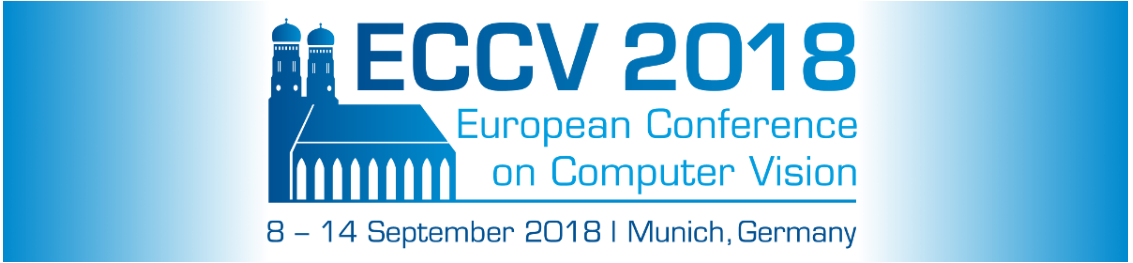 ECCV 2018
European Conference
on Computer Vision
8 – 14 September 2018 | Munich, Germany